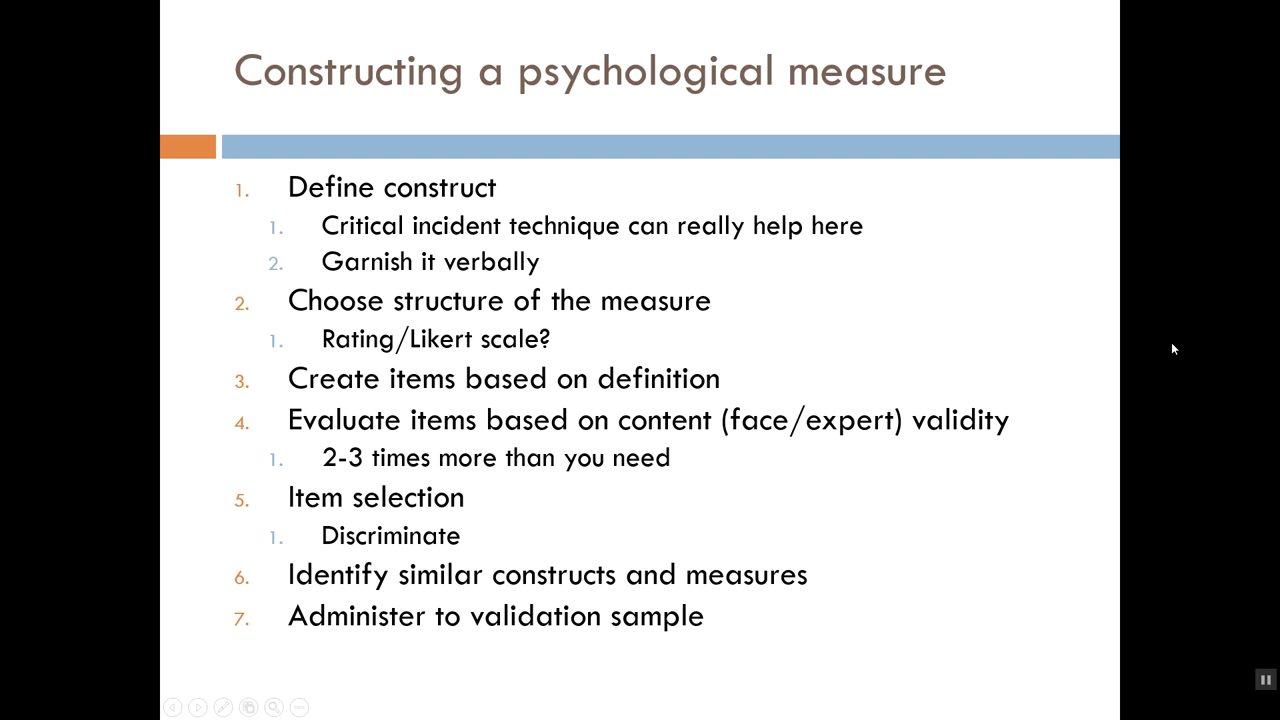 Constructing a psychological measure
1. Define construct
1. Critical incident technique can really help here
2. Garnish it verbally
2. Choose structure of the measure
1. Rating/Likert scale?
3. Create items based on definition
4. Evaluate items based on content (face/expert) validity
1. 2-3 times more than you need
5. Item selection
1. Discriminate
6. Identify similar constructs and measures
7. Administer to validation sample